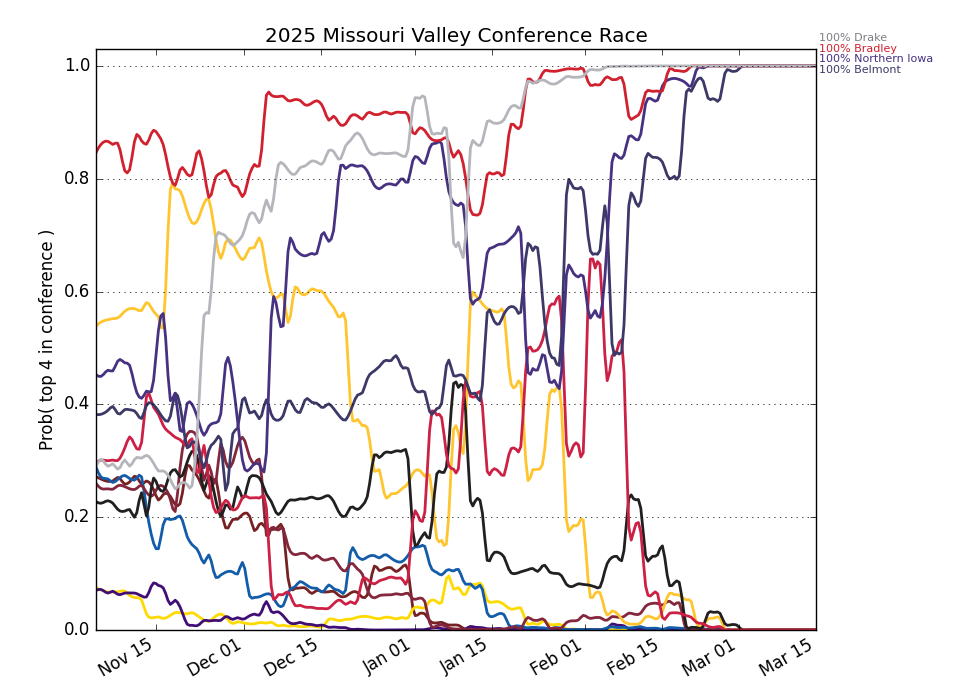 2025 Missouri Valley Conference Race
100% Drake
100% Bradley
100% Northern Iowa
100% Belmont
Prob( top 4 in conference )
1.0
0.8
0.6
0.4
0.2
0.0
Nov 15 Dec 01 Dec 15 Jan 01 Jan 15 Feb 01 Feb 15 Mar 01 Mar 15